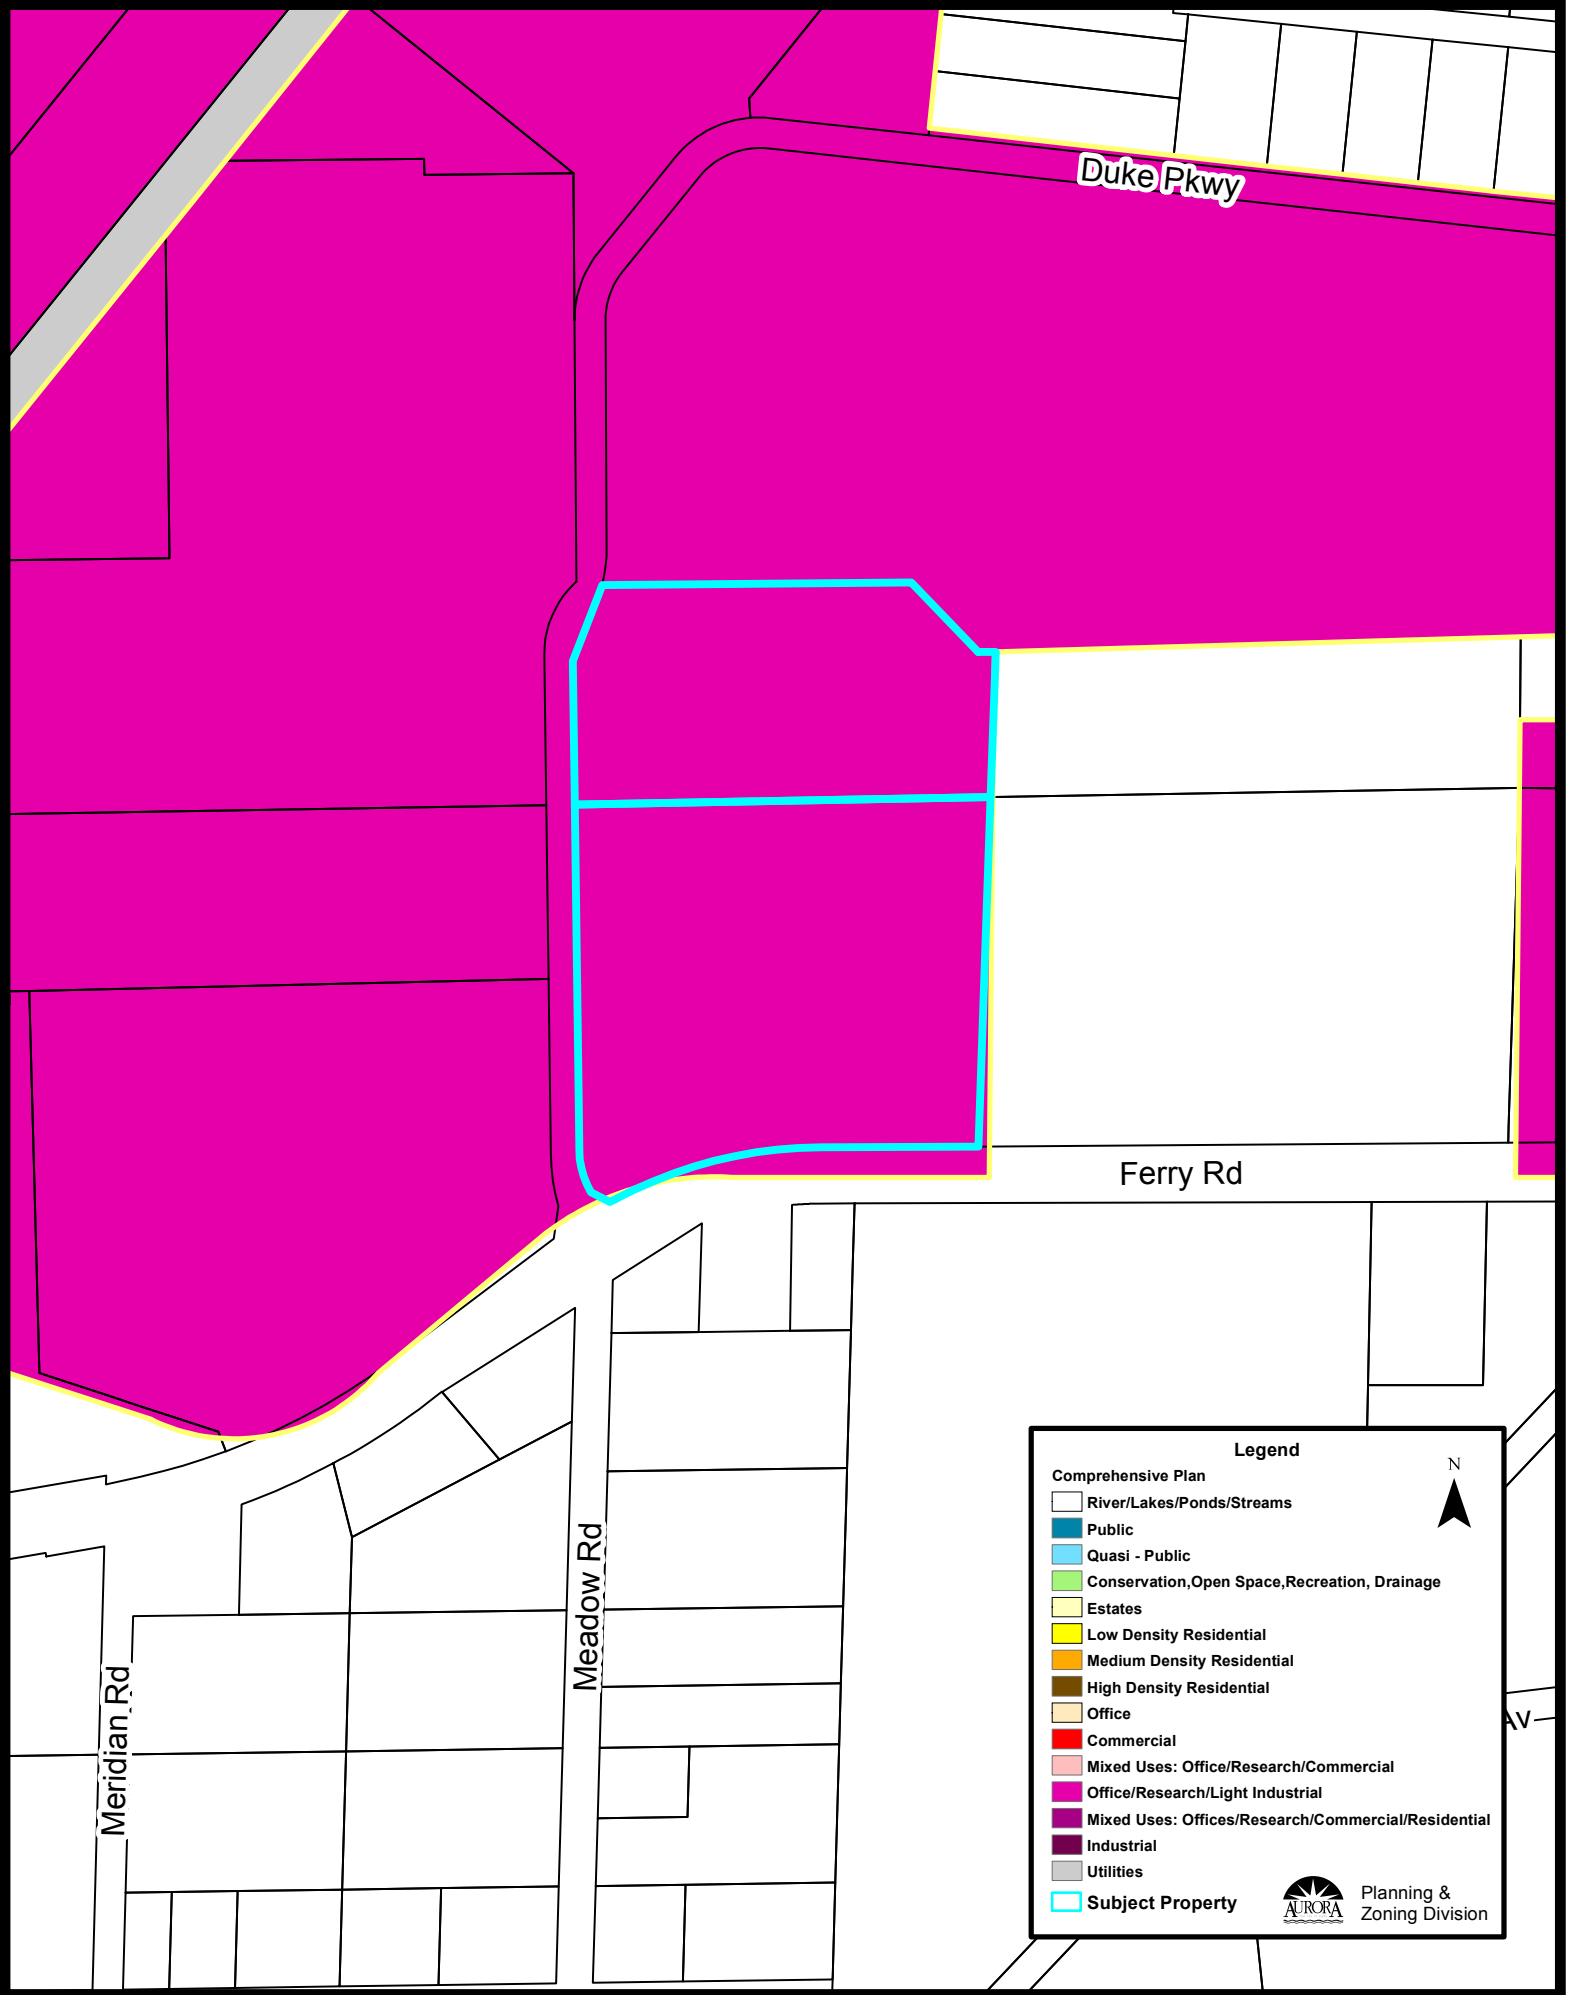 Duke Pkwy
Ferry Rd
Meadow Rd
Meridian Rd
Av
Legend
N
Comprehensive Plan
River/Lakes/Ponds/Streams
Public
Quasi - Public
Conservation,Open Space,Recreation, Drainage
Estates
Low Density Residential
Medium Density Residential
High Density Residential
Office
Commercial
Mixed Uses: Office/Research/Commercial
Office/Research/Light Industrial
Mixed Uses: Offices/Research/Commercial/Residential
Industrial
Utilities
Subject Property
AURORA
Planning &
Zoning Division